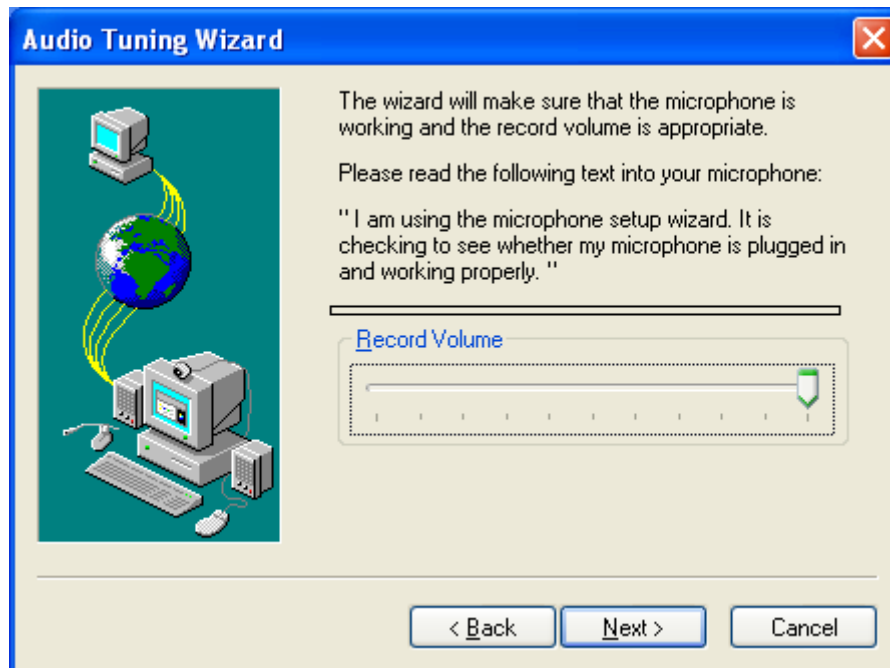 Audio Tuning Wizard
The wizard will make sure that the microphone is
working and the record volume is appropriate.
Please read the following text into your microphone:
" I am using the microphone setup wizard. It is
checking to see whether my microphone is plugged in
and working properly. "
Record Volume
< Back
Next >
Cancel